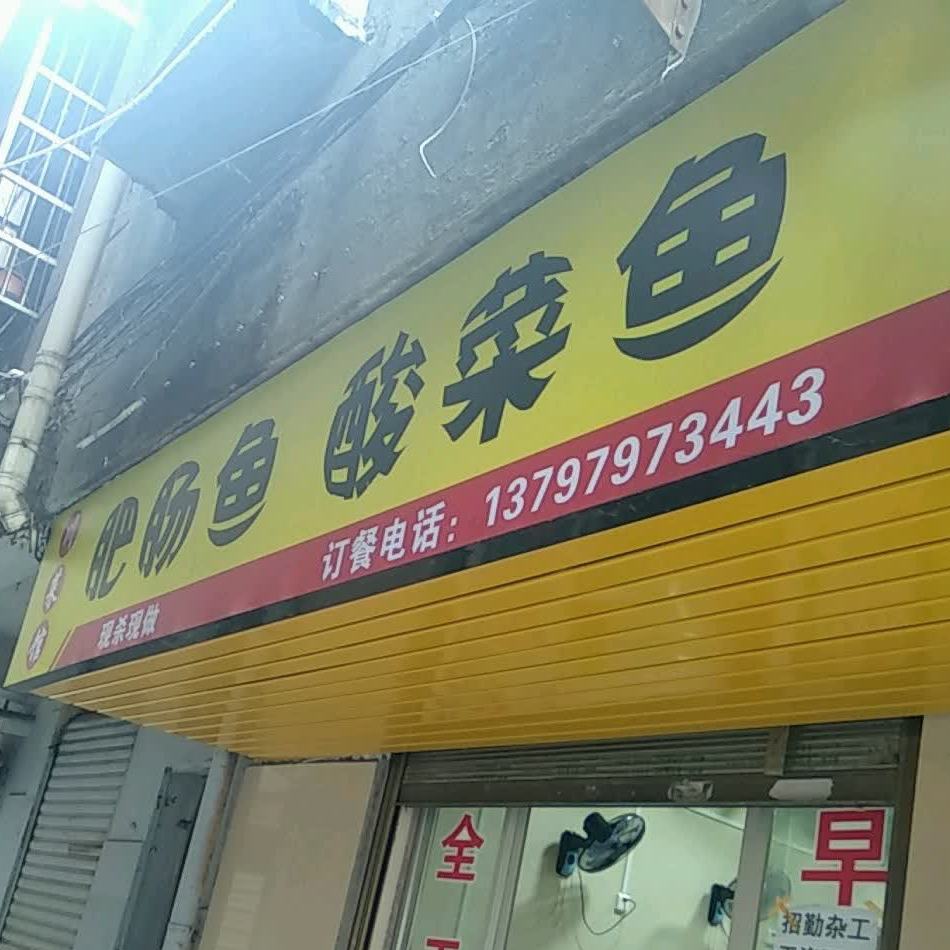 肥肠鱼 酸菜鱼
订餐电话：13797973443
现杀现做
全
早
招勤杂工